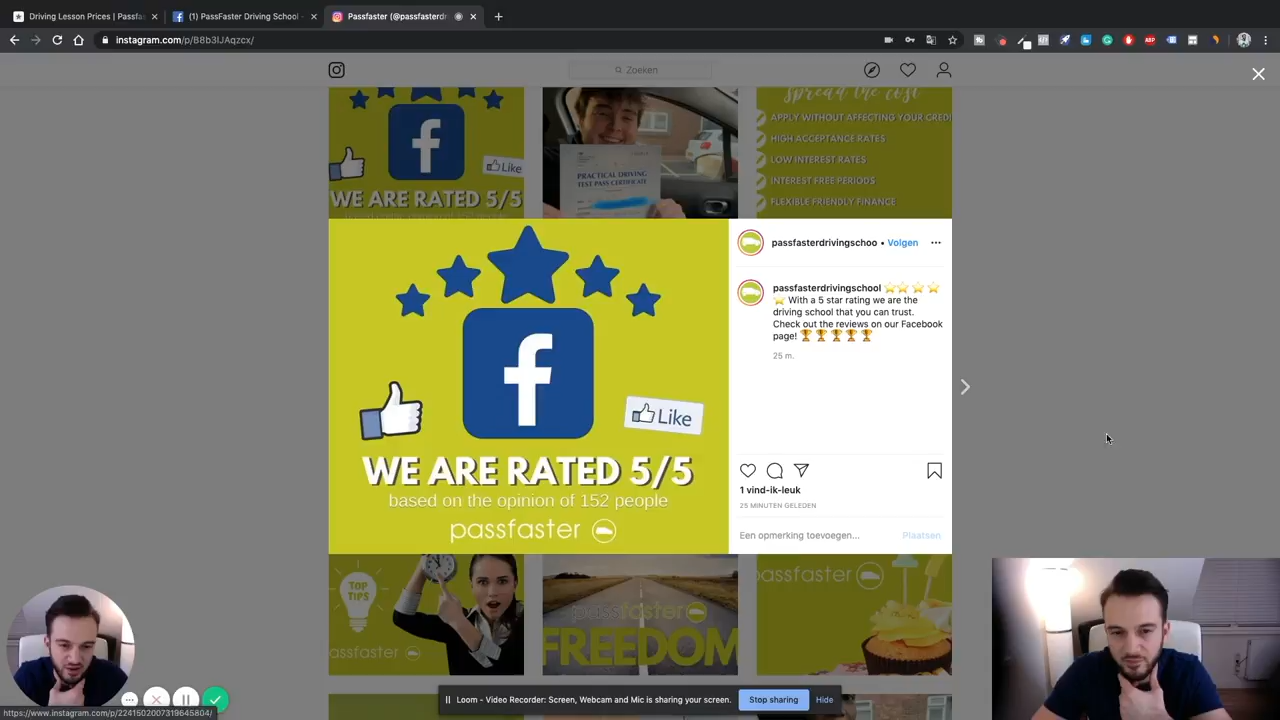 Driving Lesson Prices | Passfas
(1) PassFaster Driving School -
Passfaster (@passfasterdr
instagram.com/p/B8b3IJAqzcx/
Zoeken
Like
WE ARE RATED 5/5
PRACTICAL DRIVING
TEST PASS CERTIFICATE
spread the cost
APPLY WITHOUT AFFECTING YOUR CREDI
HIGH ACCEPTANCE RATES
LOW INTEREST RATES
INTEREST FREE PERIODS
FLEXIBLE FRIENDLY FINANCE
Like
WE ARE RATED 5/5
based on the opinion of 152 people
passfaster
passfasterdrivingschoo • Volgen
passfasterdrivingschool ⭐⭐ ⭐ ⭐
⭐ With a 5 star rating we are the
driving school that you can trust.
Check out the reviews on our Facebook
page! 🏆 🏆 🏆 🏆 🏆
25 m.
1 vind-ik-leuk
25 MINUTEN GELEDEN
Een opmerking toevoegen...
Plaatsen
TOP
TIPS
passfaster
passfaster
FREEDOM
passfaster
Loom - Video Recorder: Screen, Webcam and Mic is sharing your screen.
Stop sharing
Hide
https://www.instagram.com/p/2241502007319645804/